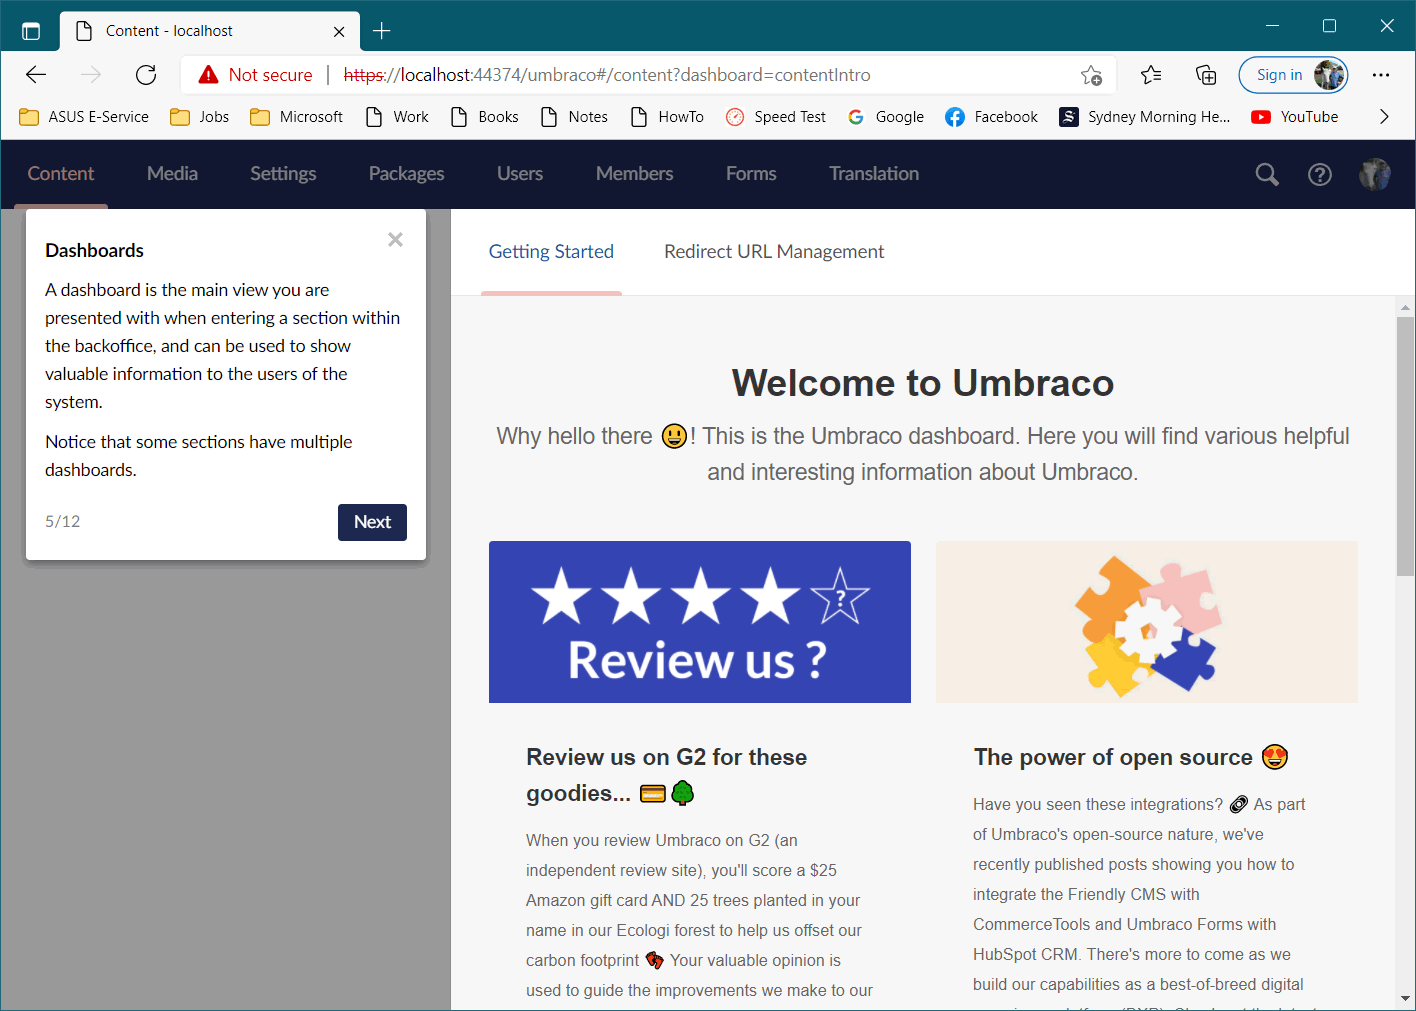 Content - localhost
Not secure | https://localhost:44374/umbraco#/content?dashboard=contentIntro
Sign in
ASUS E-Service Jobs Microsoft Work Books Notes HowTo Speed Test Google Facebook Sydney Morning He... YouTube
Content Media Settings Packages Users Members Forms Translation
Dashboards
A dashboard is the main view you are
presented with when entering a section within
the backoffice, and can be used to show
valuable information to the users of the
system.
Notice that some sections have multiple
dashboards.
5/12
Next
Getting Started Redirect URL Management
Welcome to Umbraco
Why hello there 😃! This is the Umbraco dashboard. Here you will find various helpful
and interesting information about Umbraco.
?
Review us ?
Review us on G2 for these
goodies... 💳🌳
When you review Umbraco on G2 (an
independent review site), you'll score a $25
Amazon gift card AND 25 trees planted in your
name in our Ecologi forest to help us offset our
carbon footprint 👣 Your valuable opinion is
used to guide the improvements we make to our
The power of open source 😍
Have you seen these integrations? 🔗 As part
of Umbraco's open-source nature, we've
recently published posts showing you how to
integrate the Friendly CMS with
CommerceTools and Umbraco Forms with
HubSpot CRM. There's more to come as we
build our capabilities as a best-of-breed digital